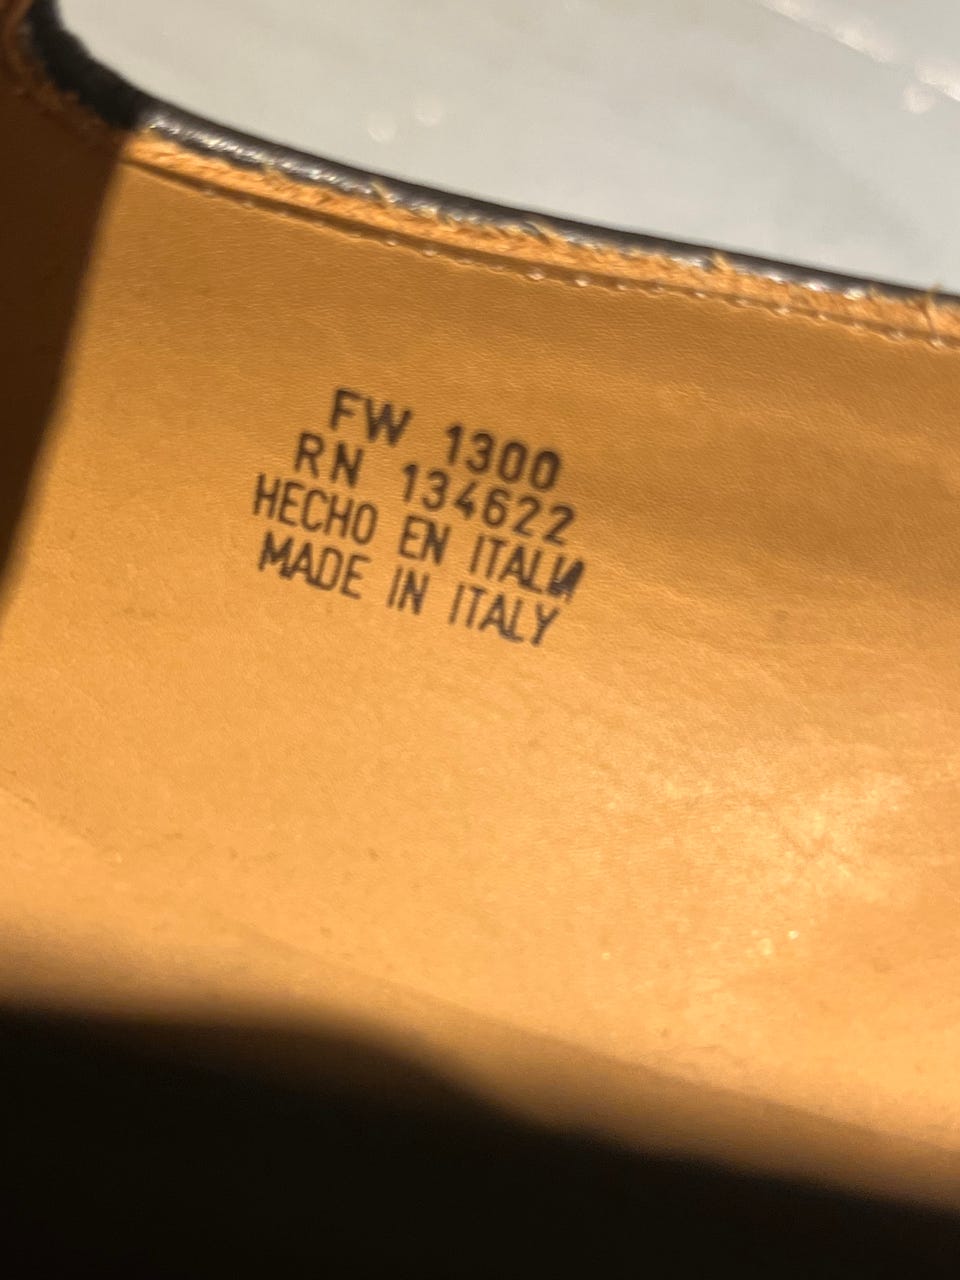 FW 1300
RN 134622
HECHO EN ITALIA
MADE IN ITALY